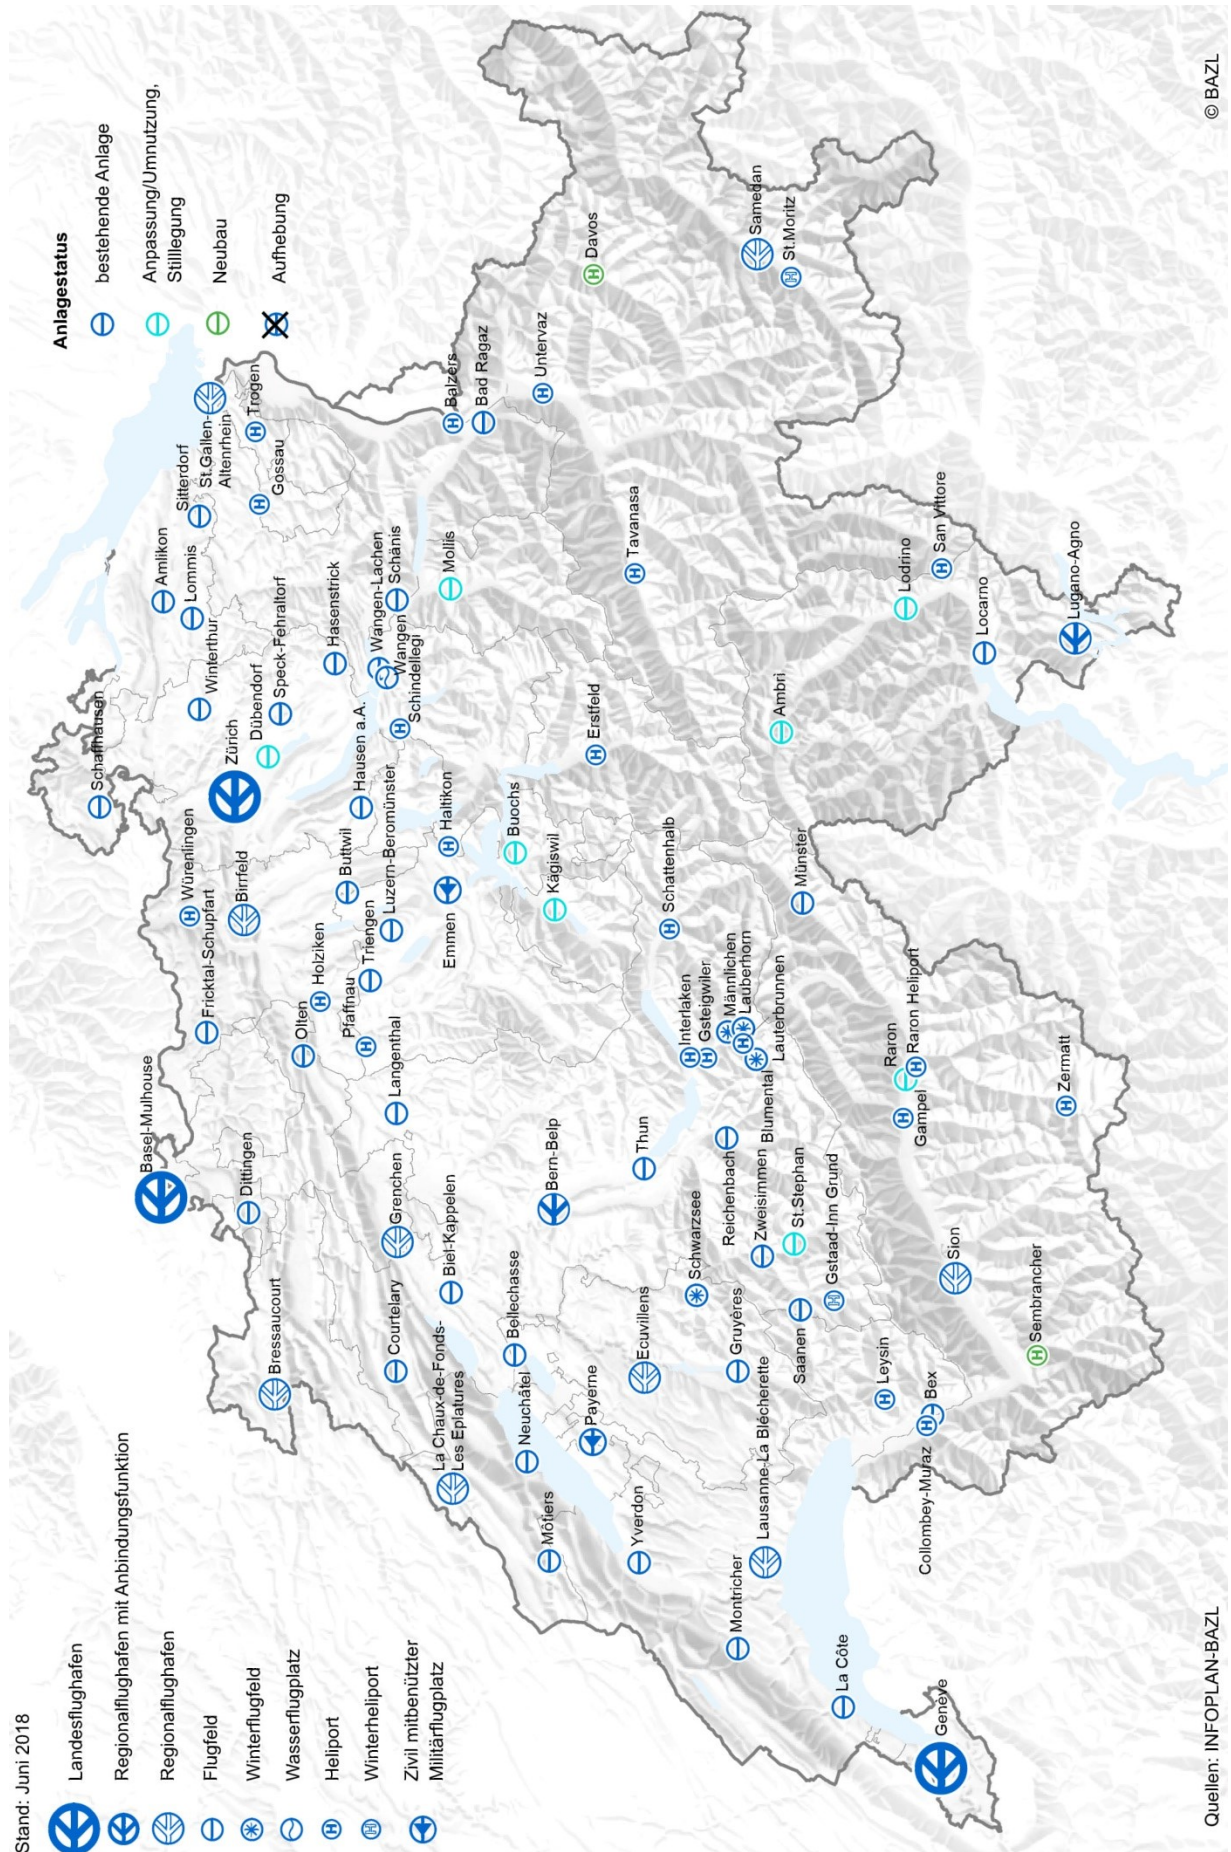 Stand: Juni 2018
Landesflughafen
Regionalflughafen mit Anbindungsfunktion
Regionalflughafen
Flugfeld
Winterflugfeld
Wasserflugplatz
Heliport
Winterheliport
Zivil mitbenützter
Militärflugplatz
Anlagestatus
bestehende Anlage
Anpassung/Umnutzung,
Stilllegung
Neubau
Aufhebung
Schaffhausen
Basel-Mulhouse
Fricktal-Schupfart
Würenlingen
Amlikon
Lommis
Winterthur
Sitterdorf
St.Gallen-
Altenrhein
Zürich
Dübendorf
Speck-Fehraltorf
Birrfeld
Dittingen
Gossau
Trogen
Bressaucourt
Olten
Holziken
Hasenstrick
Buttwil
Hausen a.A.
Pfaffnau
Triengen
Luzern-Beromünster
Wangen-Lachen
Wangen
Schänis
Schindellegi
Langenthal
Grenchen
Courtelary
Biel-Kappelen
La Chaux-de-Fonds-
Les Eplatures
Emmen
Haltikon
Mollis
Balzers
Bad Ragaz
Bellechasse
Neuchâtel
Buochs
Untervaz
Môtiers
Bern-Belp
Kägiswil
Payerne
Erstfeld
Davos
Yverdon
Ecuvillens
Thun
Tavanasa
Schattenhalb
Schwarzsee
Interlaken
Gsteigwiler
Männlichen
Lauberhorn
Lauterbrunnen
Blumental
Reichenbach
Montricher
Gruyères
Lausanne-La Blécherette
Zweisimmen
St.Stephan
Saanen
Gstaad-Inn Grund
Samedan
St.Moritz
Ambri
Münster
La Côte
Leysin
Bex
Collombey-Muraz
Raron
Raron Heliport
Gampel
Lodrino
San Vittore
Genève
Sion
Locarno
Sembrancher
Zermatt
Lugano-Agno
Quellen: INFOPLAN-BAZL
© BAZL